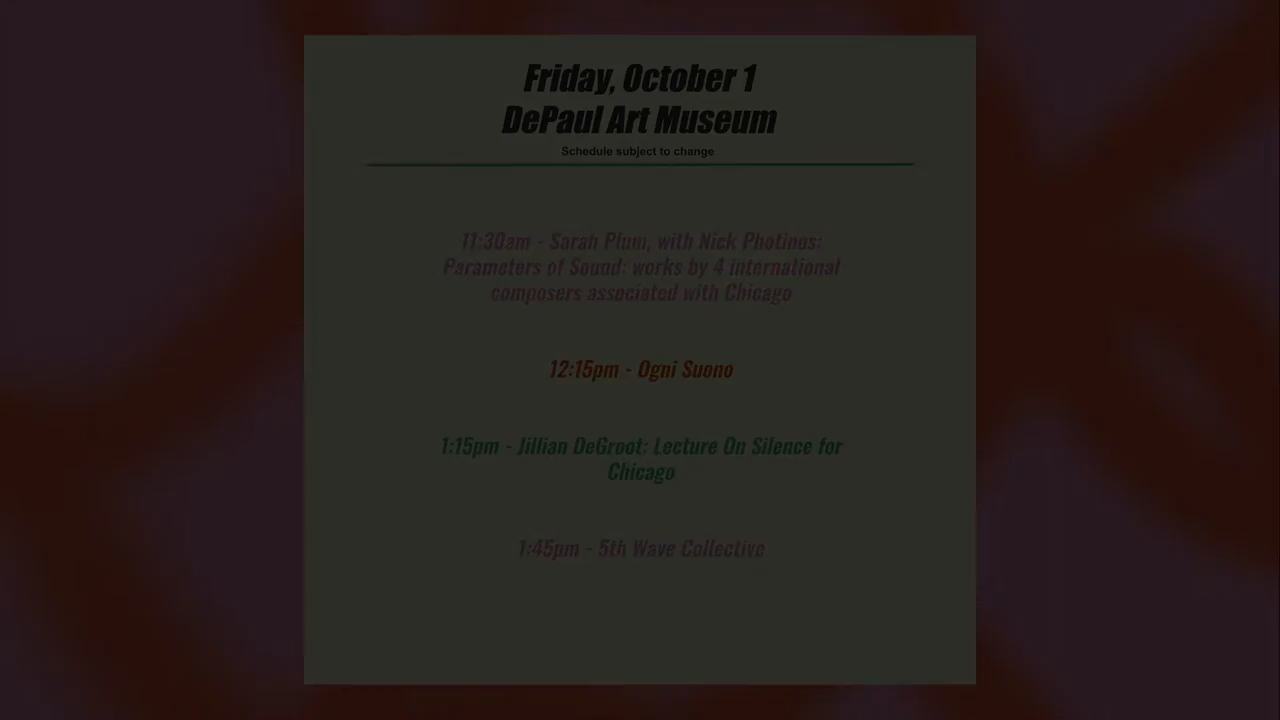 Friday, October 1
DePaul Art Museum
Schedule subject to change
11:30am - Sarah Plum, with Nick Photinos:
Parameters of Sound: works by 4 international
composers associated with Chicago
12:15pm - Ogni Suono
1:15pm - Jillian DeGroot: Lecture On Silence for
Chicago
1:45pm - 5th Wave Collective